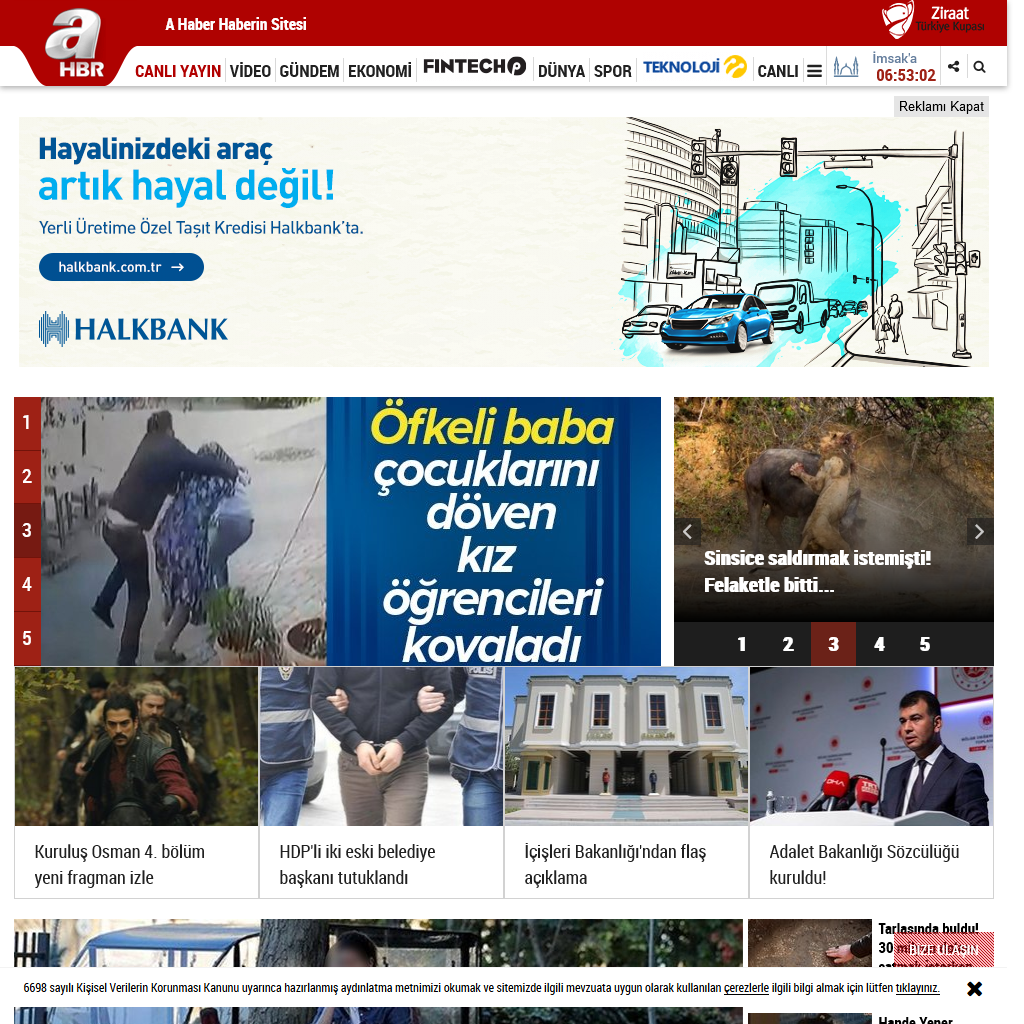 A Haber Haberin Sitesi
Ziraat
Türkiye Kupası
a
HBR
CANLI YAYIN VİDEO GÜNDEM EKONOMİ FINTECH DÜNYA SPOR TEKNOLOJİ CANLI
İmsak'a
06:53:02
Reklamı Kapat
Hayalinizdeki araç
artık hayal değil!
Yerli Üretime Özel Taşıt Kredisi Halkbank'ta.
halkbank.com.tr →
HALKBANK
1
2
3
4
5
Öfkeli baba
çocuklarını
döven
kız
öğrencileri
kovaladı
Sinsice saldırmak istemişti!
Felaketle bitti...
1 2 3 4 5
DHA
TRT
Kuruluş Osman 4. bölüm
yeni fragman izle
HDP'li iki eski belediye
başkanı tutuklandı
İçişleri Bakanlığı'ndan flaş
açıklama
Adalet Bakanlığı Sözcülüğü
kuruldu!
Tarlasında buldu!
30
BİZE ULAŞIN
6698 sayılı Kişisel Verilerin Korunması Kanunu uyarınca hazırlanmış aydınlatma metnimizi okumak ve sitemizde ilgili mevzuata uygun olarak kullanılan çerezlerle ilgili bilgi almak için lütfen tıklayınız.
Hande Yener